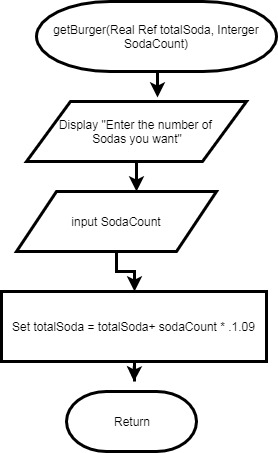 getBurger(Real Ref totalSoda, Interger
SodaCount)
Display "Enter the number of
Sodas you want"
input SodaCount
Set totalSoda = totalSoda+ sodaCount * .1.09
Return